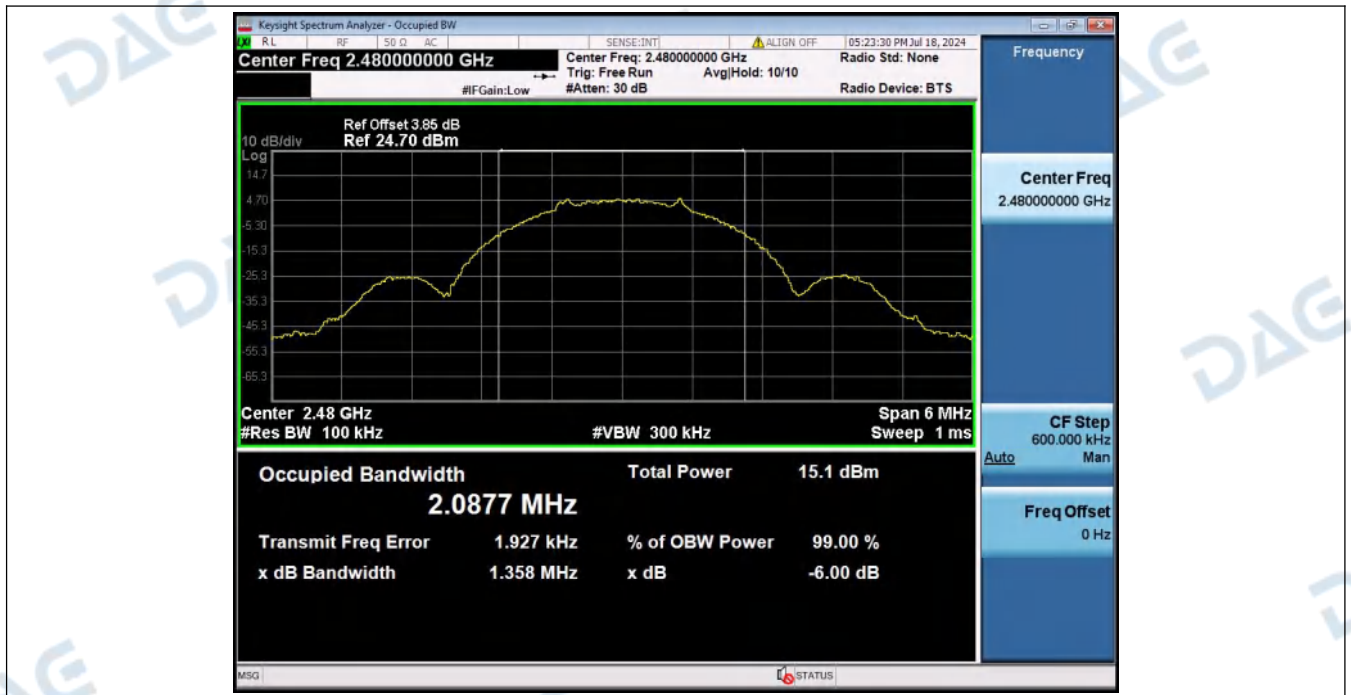 Keysight Spectrum Analyzer - Occupied BW
LXI RL RF 50 Ω AC SENSE:INT ALIGN OFF 05:23:30 PM Jul 18, 2024
Center Freq 2.480000000 GHz
Center Freq: 2.480000000 GHz
Radio Std: None
Trig: Free Run Avg|Hold: 10/10
#IFGain:Low
#Atten: 30 dB
Radio Device: BTS
Frequency
Ref Offset 3.85 dB
10 dB/div Ref 24.70 dBm
Log
14.7
4.70
-5.30
-15.3
-25.3
-35.3
-45.3
-55.3
-65.3
Center 2.48 GHz Span 6 MHz
#Res BW 100 kHz #VBW 300 kHz Sweep 1 ms
Occupied Bandwidth Total Power 15.1 dBm
2.0877 MHz
Transmit Freq Error 1.927 kHz % of OBW Power 99.00 %
x dB Bandwidth 1.358 MHz x dB -6.00 dB
Center Freq
2.480000000 GHz
CF Step
600.000 kHz
Auto Man
Freq Offset
0 Hz
MSG STATUS
DAG
DAG
DAG